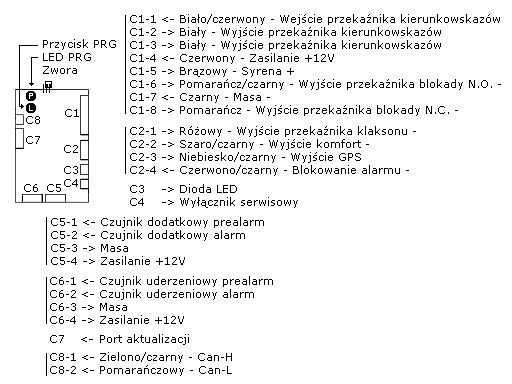 C1-1 <- Biało/czerwony - Wejście przekaźnika kierunkowskazów
C1-2 -> Biały - Wyjście przekaźnika kierunkowskazów
C1-3 -> Biały - Wyjście przekaźnika kierunkowskazów
C1-4 <- Czerwony - Zasilanie +12V
C1-5 -> Brązowy - Syrena +
C1-6 -> Pomarańcz/czarny - Wyjście przekaźnika blokady N.O. -
C1-7 <- Czarny - Masa -
C1-8 -> Pomarańcz - Wyjście przekaźnika blokady N.C. -
Przycisk PRG
LED PRG
Zwora
P
L
C1
C8
C7
C2
C3
C4
C6 C5
C2-1 -> Różowy - Wyjście przekaźnika klaksonu -
C2-2 -> Szaro/czarny - Wyjście komfort -
C2-3 -> Niebiesko/czarny - Wyjście GPS
C2-4 <- Czerwono/czarny - Blokowanie alarmu -
C3 -> Dioda LED
C4 -> Wyłącznik serwisowy
C5-1 <- Czujnik dodatkowy prealarm
C5-2 <- Czujnik dodatkowy alarm
C5-3 -> Masa
C5-4 -> Zasilanie +12V
C6-1 <- Czujnik uderzeniowy prealarm
C6-2 <- Czujnik uderzeniowy alarm
C6-3 -> Masa
C6-4 -> Zasilanie +12V
C7 <- Port aktualizacji
C8-1 <- Zielono/czarny - Can-H
C8-2 <- Pomarańczowy - Can-L